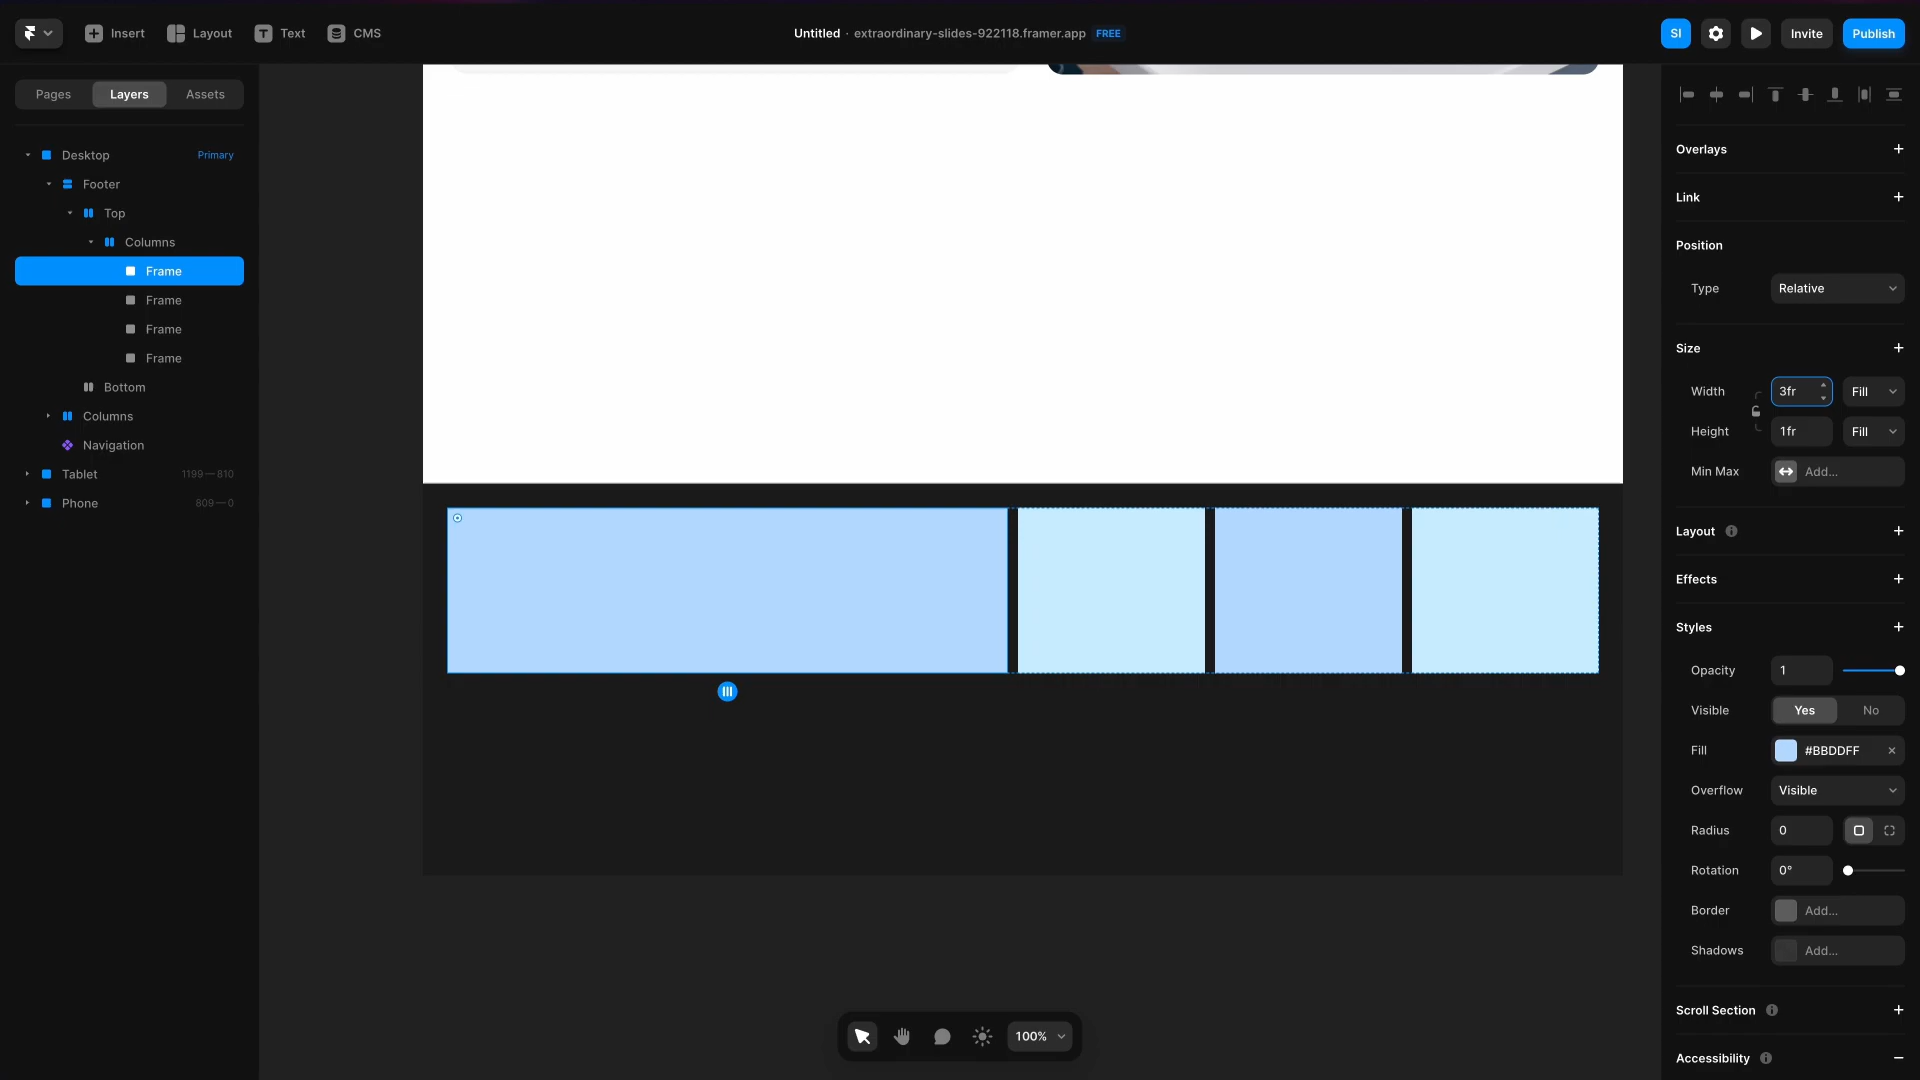 Insert
Layout
Text
CMS
Untitled · extraordinary-slides-922118.framer.app FREE
SI
Invite
Publish
Pages
Layers
Assets
Desktop
Primary
Footer
Top
Columns
Frame
Frame
Frame
Frame
Bottom
Columns
Navigation
Tablet
1199—810
Phone
809—0
Overlays
Link
Position
Type
Relative
Size
Width
3fr
Fill
Height
1fr
Fill
Min Max
Add...
Layout
Effects
Styles
Opacity
1
Visible
Yes
No
Fill
#BBDDFF
Overflow
Visible
Radius
0
Rotation
0°
Border
Add...
Shadows
Add...
Scroll Section
Accessibility
100%